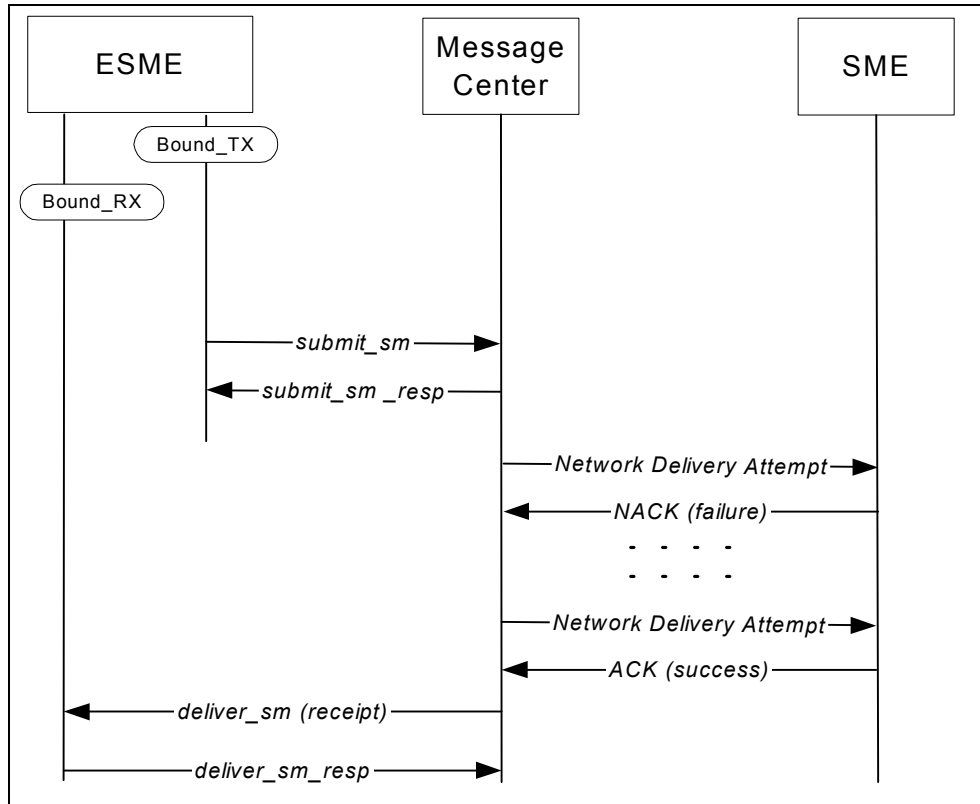 ESME
Message
Center
SME
Bound_TX
Bound_RX
submit_sm
submit_sm _resp
Network Delivery Attempt
NACK (failure)
- - - -
- - - -
Network Delivery Attempt
ACK (success)
deliver_sm (receipt)
deliver_sm_resp